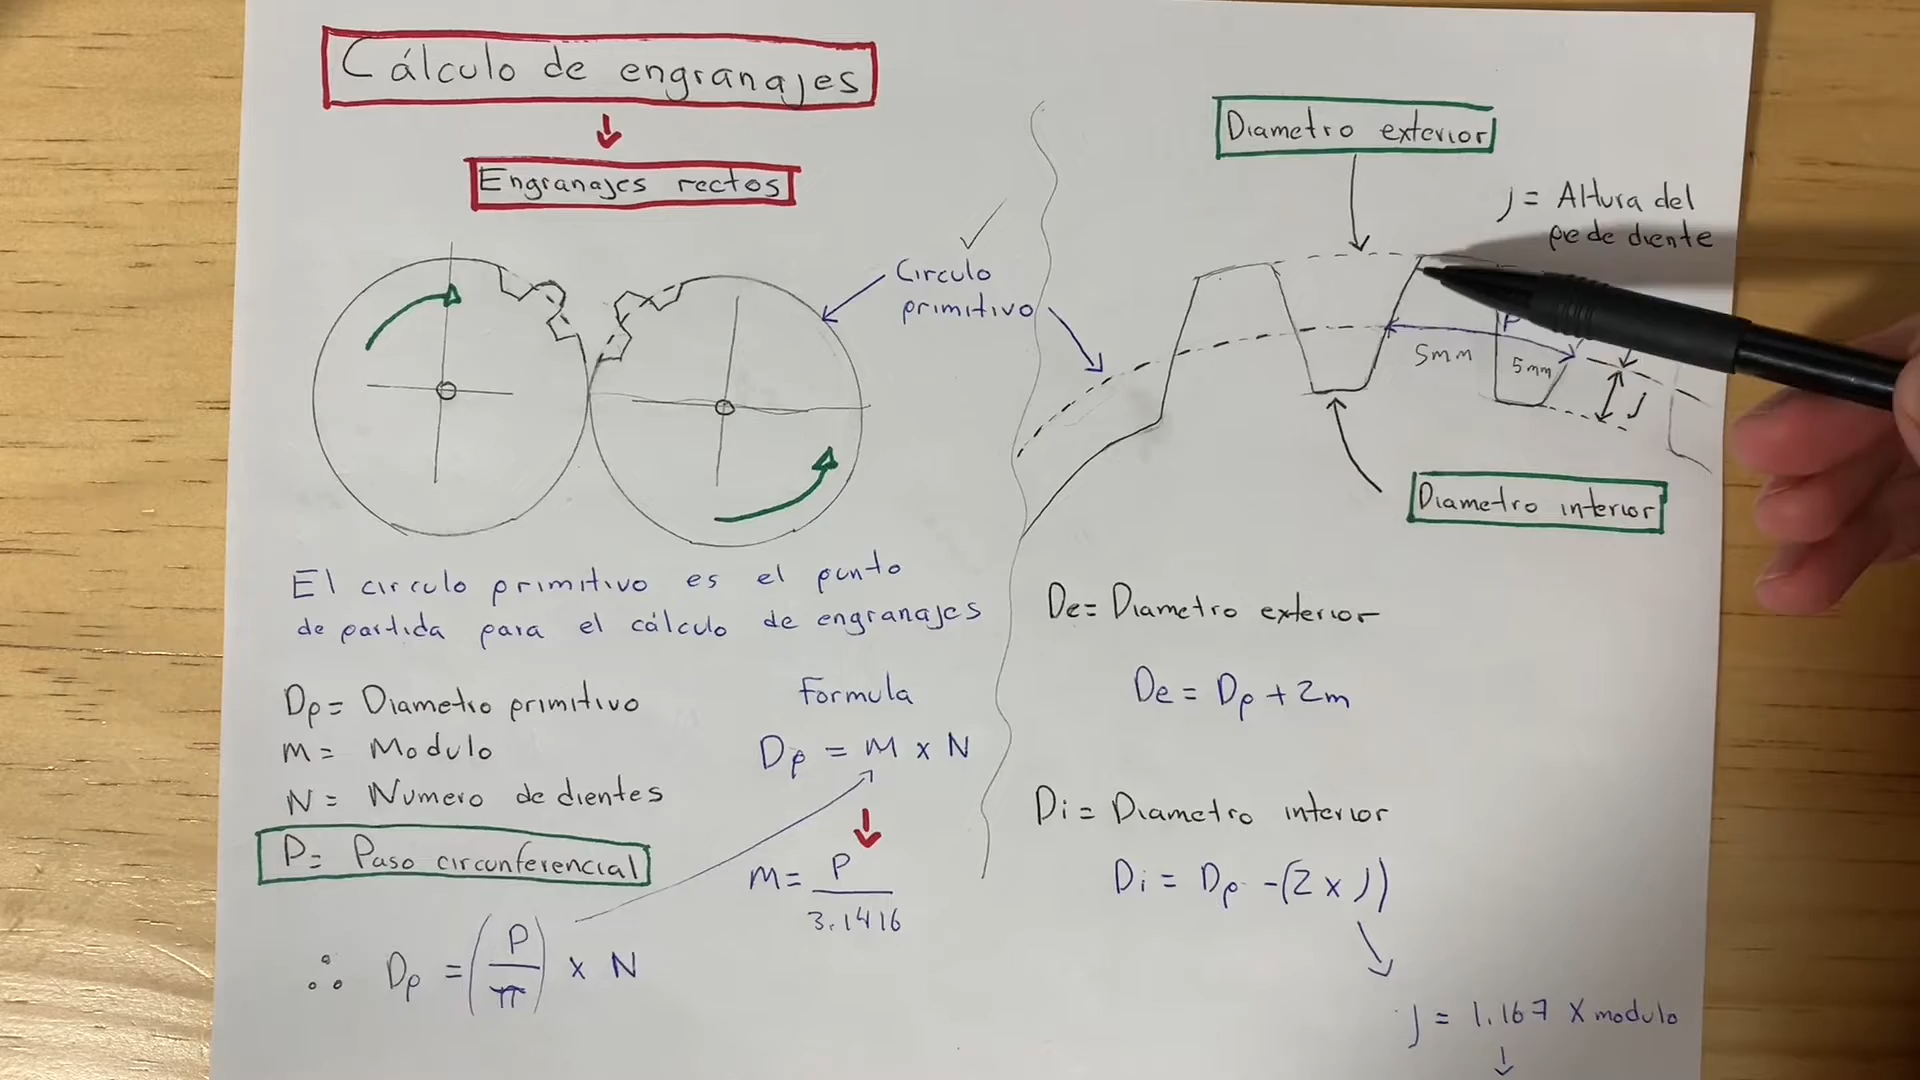 Cálculo de engranajes
Engranajes rectos
Circulo
primitivo
El circulo primitivo es el punto
de partida para el cálculo de engranajes
Dp = Diametro primitivo
m = Modulo
N = Numero de dientes
P = Paso circunferencial
∴ Dp = (P/π) x N
Formula
Dp = M x N
m = P
3.1416
Diametro exterior
J = Altura del
pie de diente
P
5mm
5mm
J
Diametro interior
De = Diametro exterior
De = Dp + 2m
Di = Diametro interior
Di = Dp - (2 x J)
J = 1.167 X modulo